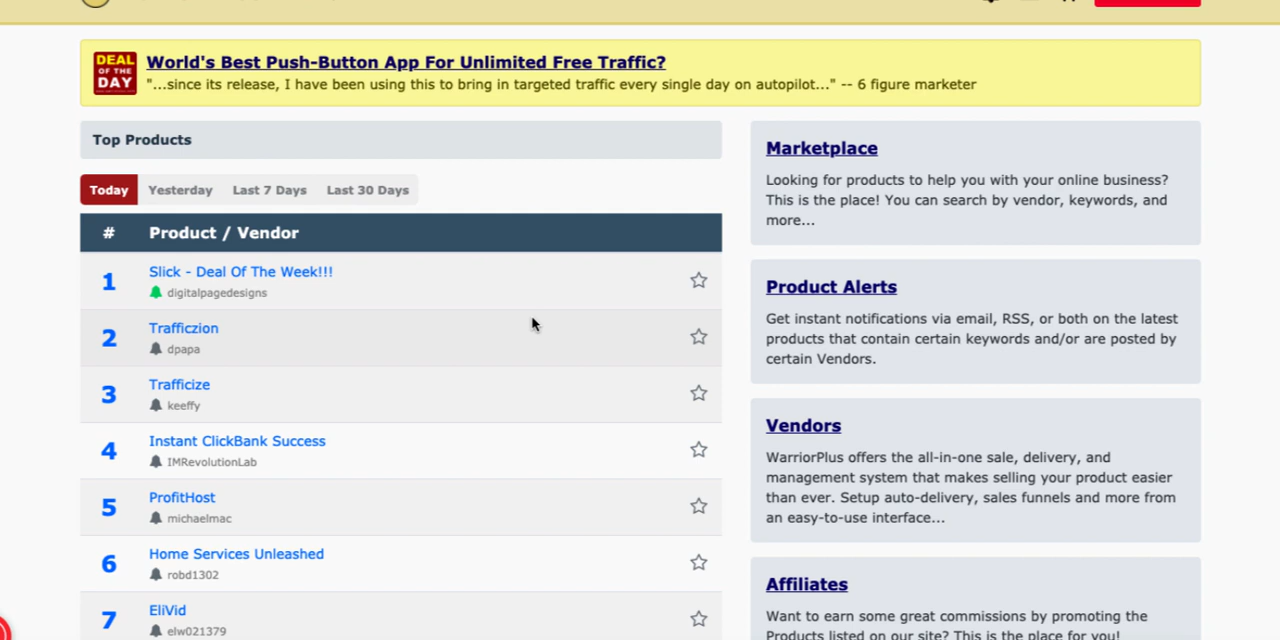 DEAL
OF THE
DAY
World's Best Push-Button App For Unlimited Free Traffic?
"...since its release, I have been using this to bring in targeted traffic every single day on autopilot..." -- 6 figure marketer
Top Products
Today Yesterday Last 7 Days Last 30 Days
# Product / Vendor
1 Slick - Deal Of The Week!!!
digitalpagedesigns
2 Trafficzion
dpapa
3 Trafficize
keeffy
4 Instant ClickBank Success
IMRevolutionLab
5 ProfitHost
michaelmac
6 Home Services Unleashed
robd1302
7 EliVid
elw021379
Marketplace
Looking for products to help you with your online business?
This is the place! You can search by vendor, keywords, and
more...
Product Alerts
Get instant notifications via email, RSS, or both on the latest
products that contain certain keywords and/or are posted by
certain Vendors.
Vendors
WarriorPlus offers the all-in-one sale, delivery, and
management system that makes selling your product easier
than ever. Setup auto-delivery, sales funnels and more from
an easy-to-use interface...
Affiliates
Want to earn some great commissions by promoting the
Products listed on our site? This is the place for you!